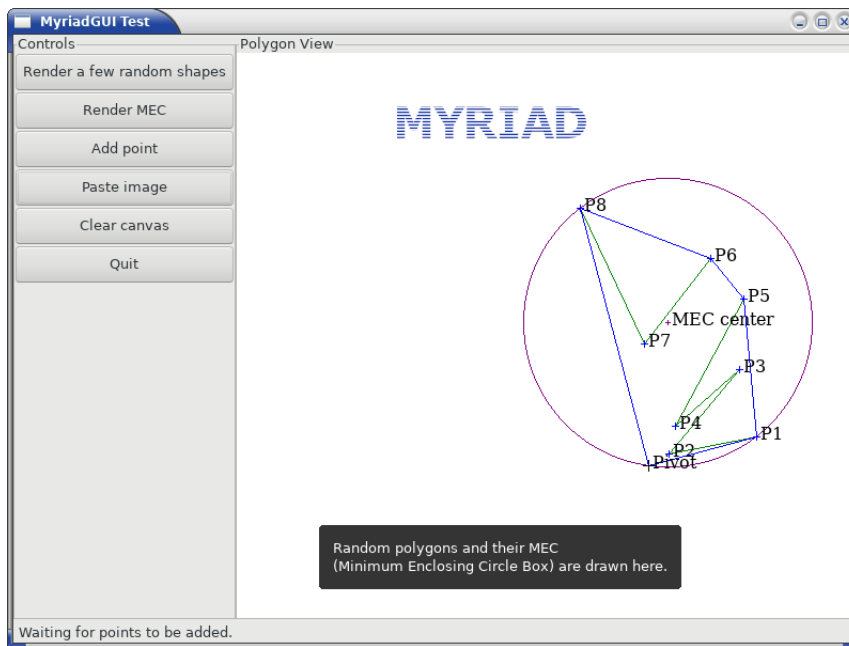 MyriadGUI Test
Controls
Polygon View
Render a few random shapes
Render MEC
Add point
Paste image
Clear canvas
Quit
MYRIAD
P8
P6
P5
MEC center
P7
P3
P4
P1
P2
Pivot
Random polygons and their MEC
(Minimum Enclosing Circle Box) are drawn here.
Waiting for points to be added.